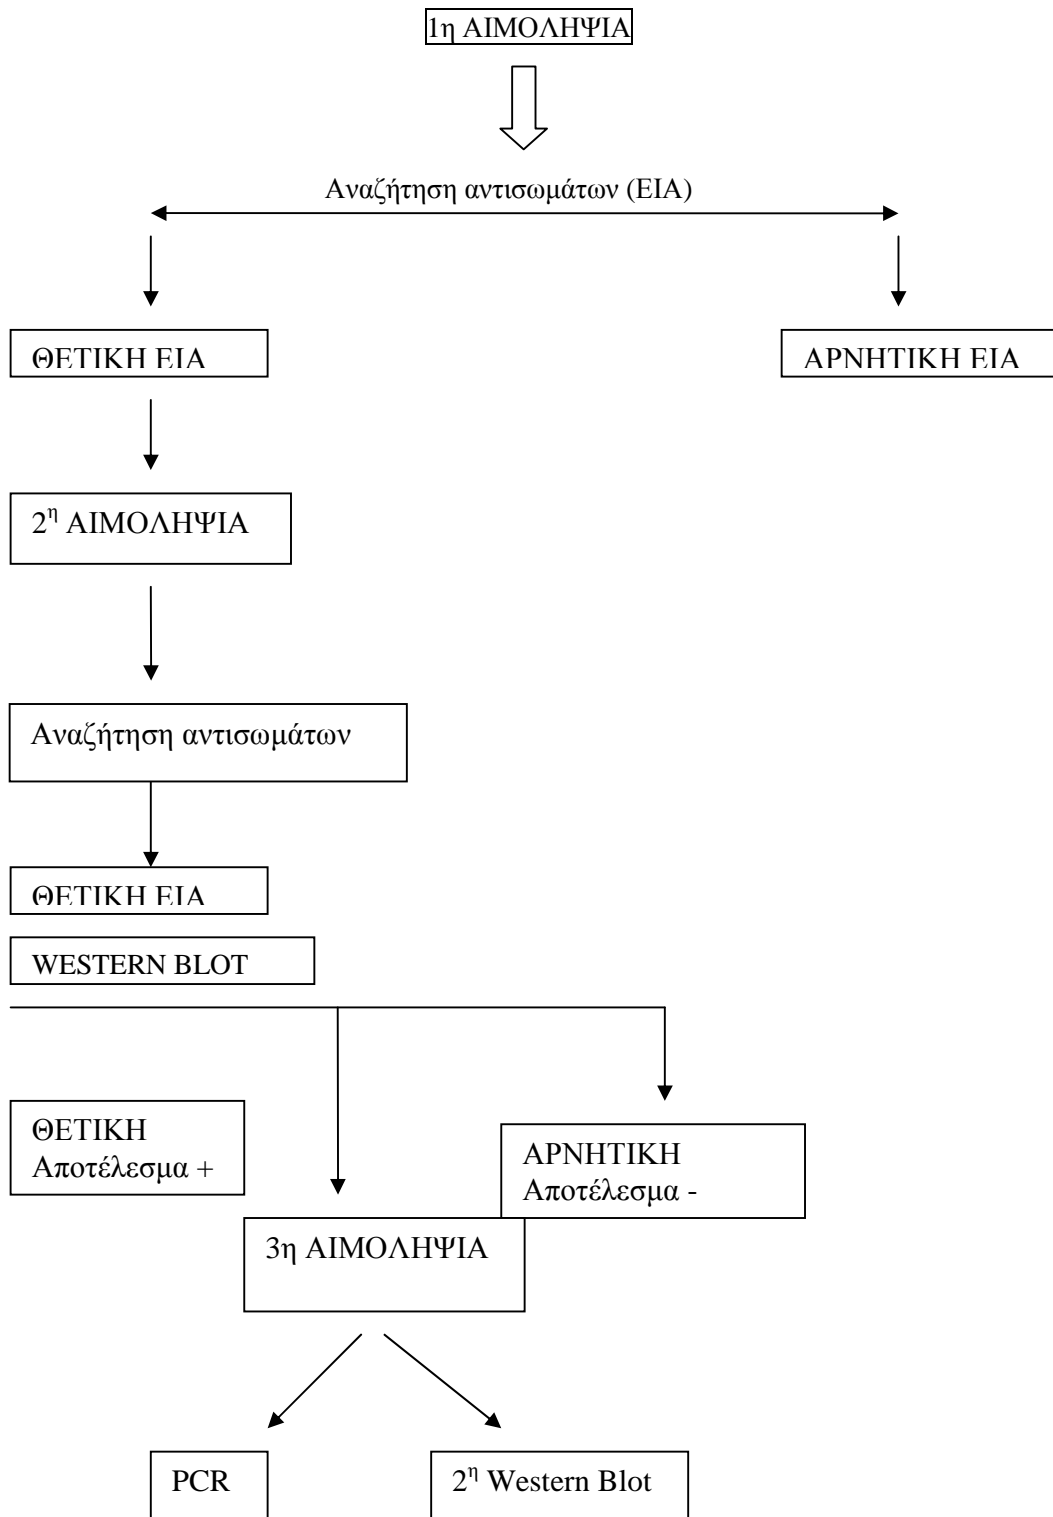 1η ΑΙΜΟΛΗΨΙΑ
Αναζήτηση αντισωμάτων (ΕΙΑ)
ΘΕΤΙΚΗ ΕΙΑ
ΑΡΝΗΤΙΚΗ ΕΙΑ
2η ΑΙΜΟΛΗΨΙΑ
Αναζήτηση αντισωμάτων
ΘΕΤΙΚΗ ΕΙΑ
WESTERN BLOT
ΘΕΤΙΚΗ
Αποτέλεσμα +
ΑΡΝΗΤΙΚΗ
Αποτέλεσμα -
3η ΑΙΜΟΛΗΨΙΑ
PCR
2η Western Blot